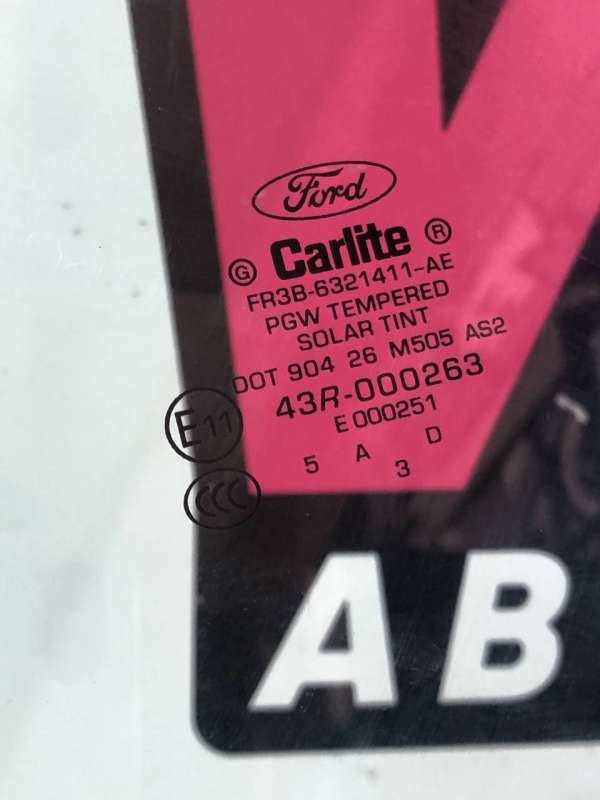 Ford
G Carlite R
FR3B-6321411-AE
PGW TEMPERED
SOLAR TINT
DOT 904 26 M505 AS2
43R-000263
E11
E 000251
5 A 3 D
CCC
AB